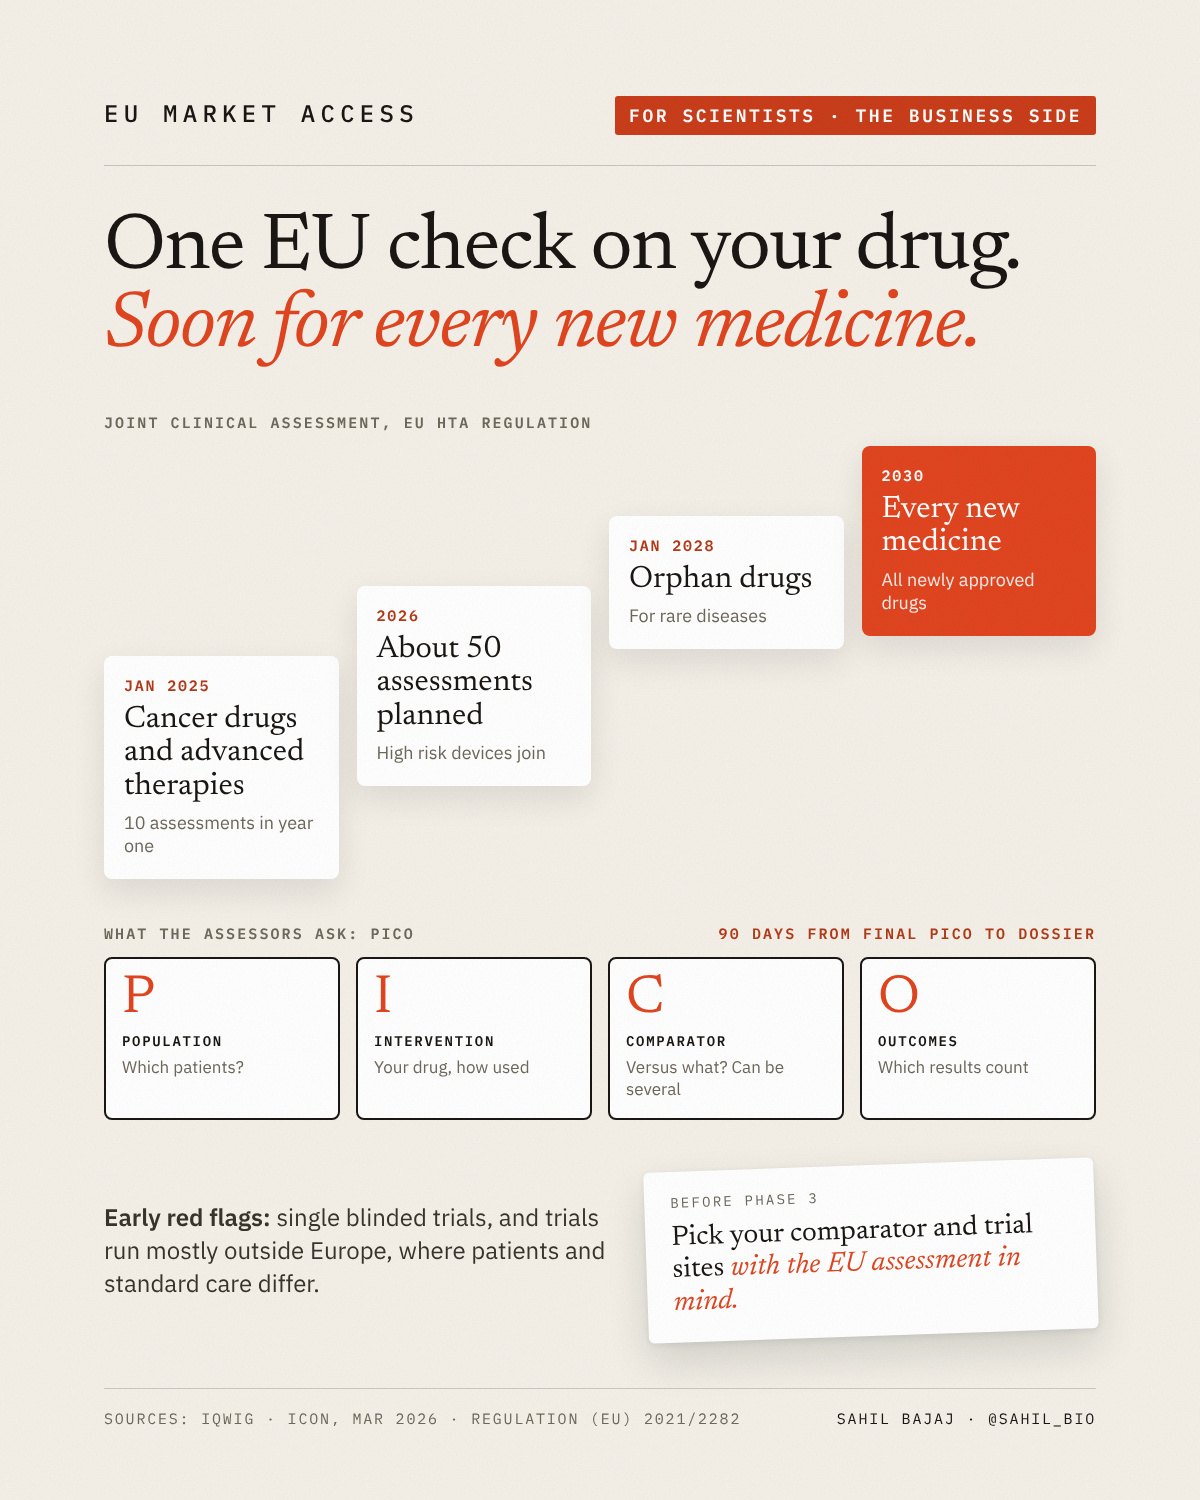 EU MARKET ACCESS
FOR SCIENTISTS · THE BUSINESS SIDE
One EU check on your drug.
Soon for every new medicine.
JOINT CLINICAL ASSESSMENT, EU HTA REGULATION
JAN 2025
Cancer drugs
and advanced
therapies
10 assessments in year
one
2026
About 50
assessments
planned
High risk devices join
JAN 2028
Orphan drugs
For rare diseases
2030
Every new
medicine
All newly approved
drugs
WHAT THE ASSESSORS ASK: PICO
90 DAYS FROM FINAL PICO TO DOSSIER
P
POPULATION
Which patients?
I
INTERVENTION
Your drug, how used
C
COMPARATOR
Versus what? Can be
several
O
OUTCOMES
Which results count
Early red flags: single blinded trials, and trials
run mostly outside Europe, where patients and
standard care differ.
BEFORE PHASE 3
Pick your comparator and trial
sites with the EU assessment in
mind.
SOURCES: IQWIG · ICON, MAR 2026 · REGULATION (EU) 2021/2282
SAHIL BAJAJ · @SAHIL_BIO